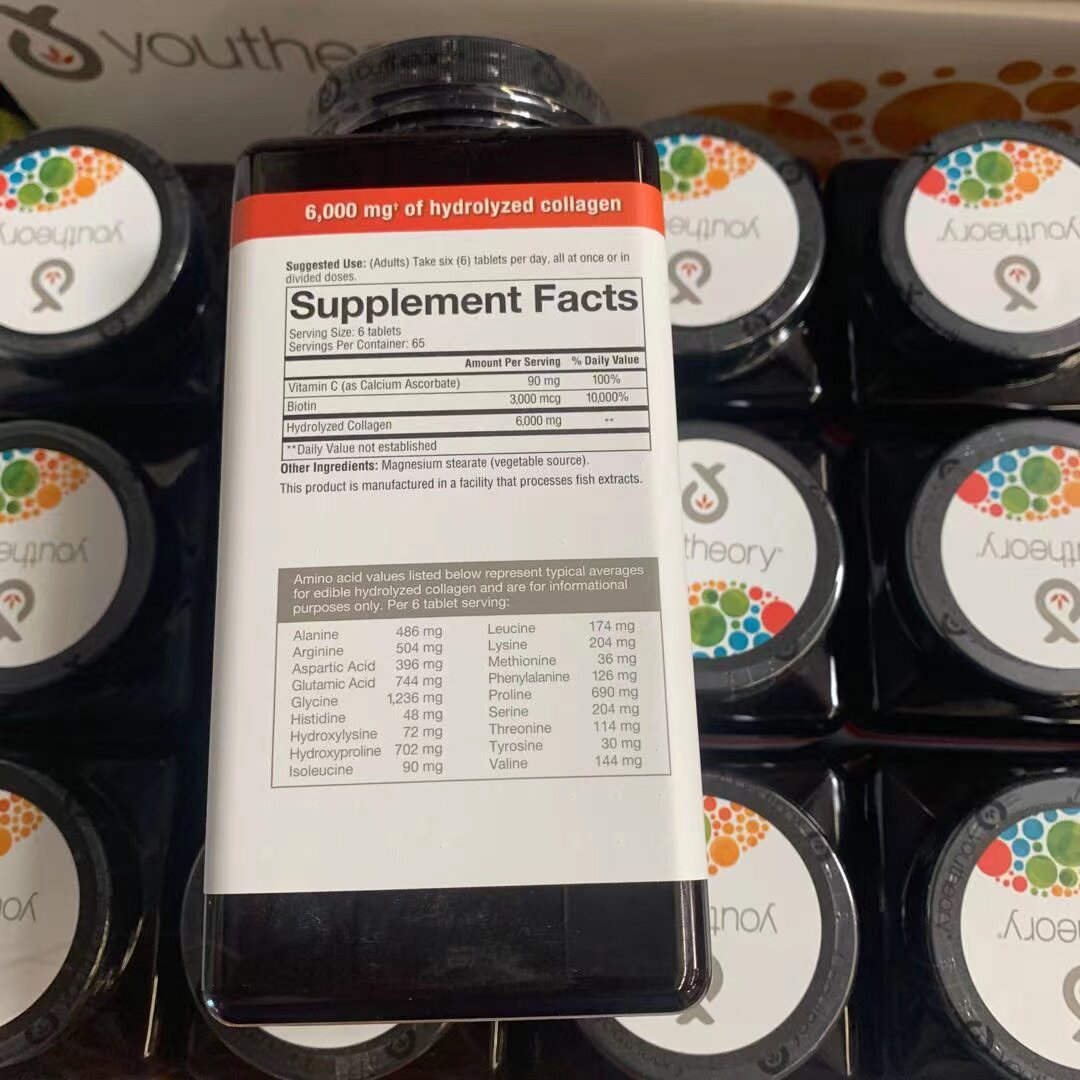 youthe
6,000 mg† of hydrolyzed collagen
Suggested Use: (Adults) Take six (6) tablets per day, all at once or in
divided doses.
Supplement Facts
Serving Size: 6 tablets
Servings Per Container: 65
Amount Per Serving % Daily Value
Vitamin C (as Calcium Ascorbate) 90 mg 100%
Biotin 3,000 mcg 10,000%
Hydrolyzed Collagen 6,000 mg **
**Daily Value not established
Other Ingredients: Magnesium stearate (vegetable source).
This product is manufactured in a facility that processes fish extracts.
Amino acid values listed below represent typical averages
for edible hydrolyzed collagen and are for informational
purposes only. Per 6 tablet serving:
Alanine 486 mg
Arginine 504 mg
Aspartic Acid 396 mg
Glutamic Acid 744 mg
Glycine 1,236 mg
Histidine 48 mg
Hydroxylysine 72 mg
Hydroxyproline 702 mg
Isoleucine 90 mg
Leucine 174 mg
Lysine 204 mg
Methionine 36 mg
Phenylalanine 126 mg
Proline 690 mg
Serine 204 mg
Threonine 114 mg
Tyrosine 30 mg
Valine 144 mg
youtheory
youtheory
eutheory
youthe
theory
youtheory
you
you
youtheory